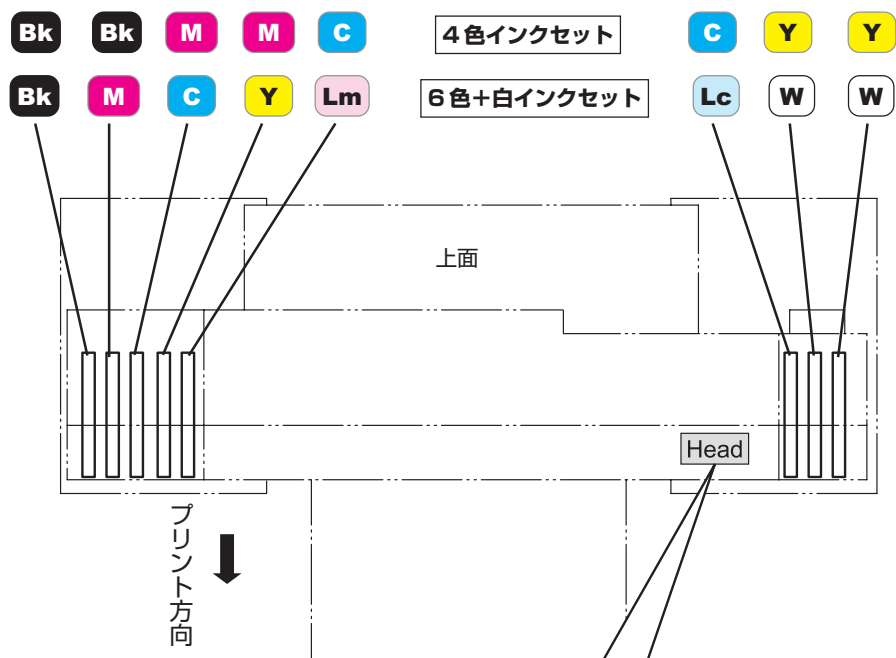 Bk Bk M M C 4色インクセット C Y Y
Bk M C Y Lm 6色+白インクセット Lc W W
上面
Head
プリント方向